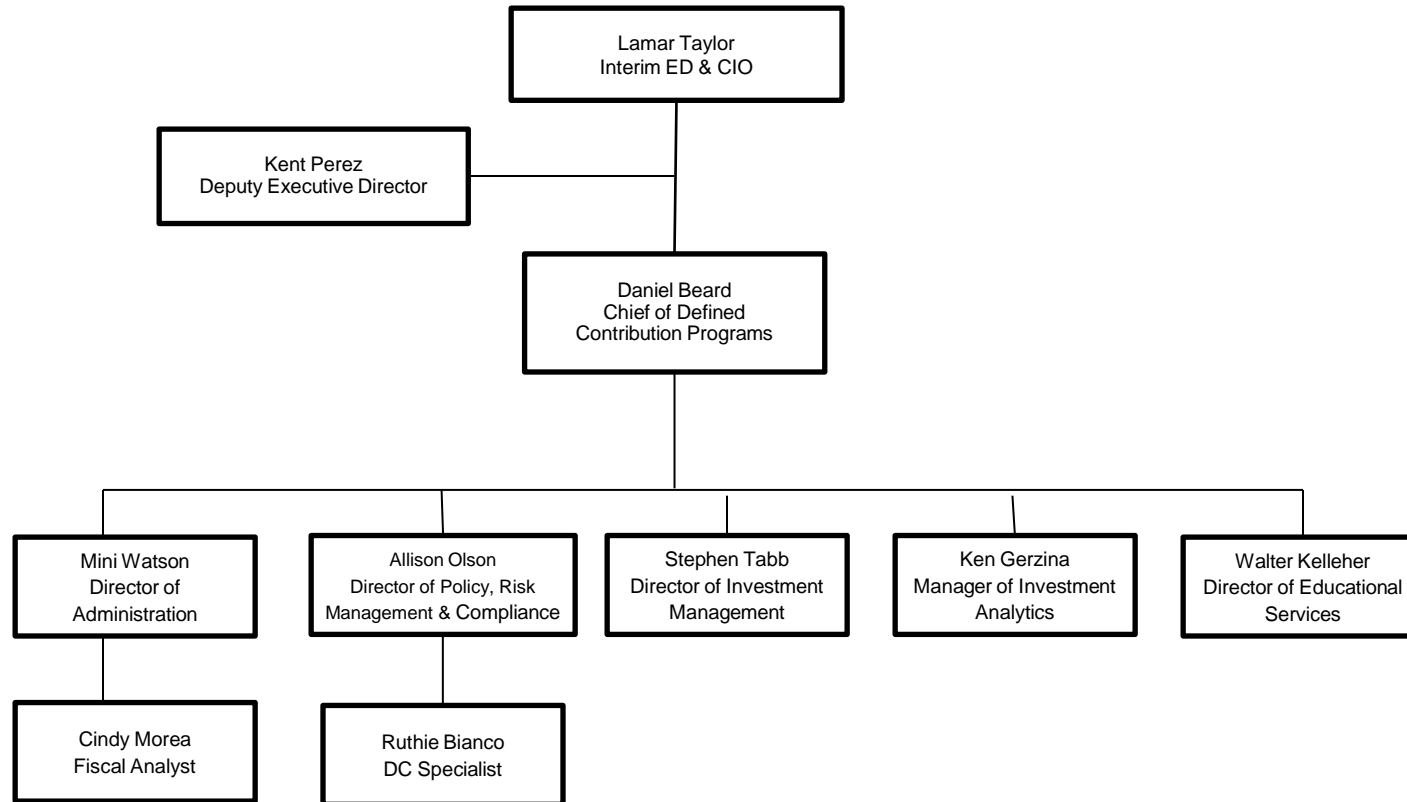 Lamar Taylor
Interim ED & CIO
Kent Perez
Deputy Executive Director
Daniel Beard
Chief of Defined
Contribution Programs
Mini Watson
Director of
Administration
Allison Olson
Director of Policy, Risk
Management & Compliance
Stephen Tabb
Director of Investment
Management
Ken Gerzina
Manager of Investment
Analytics
Walter Kelleher
Director of Educational
Services
Cindy Morea
Fiscal Analyst
Ruthie Bianco
DC Specialist